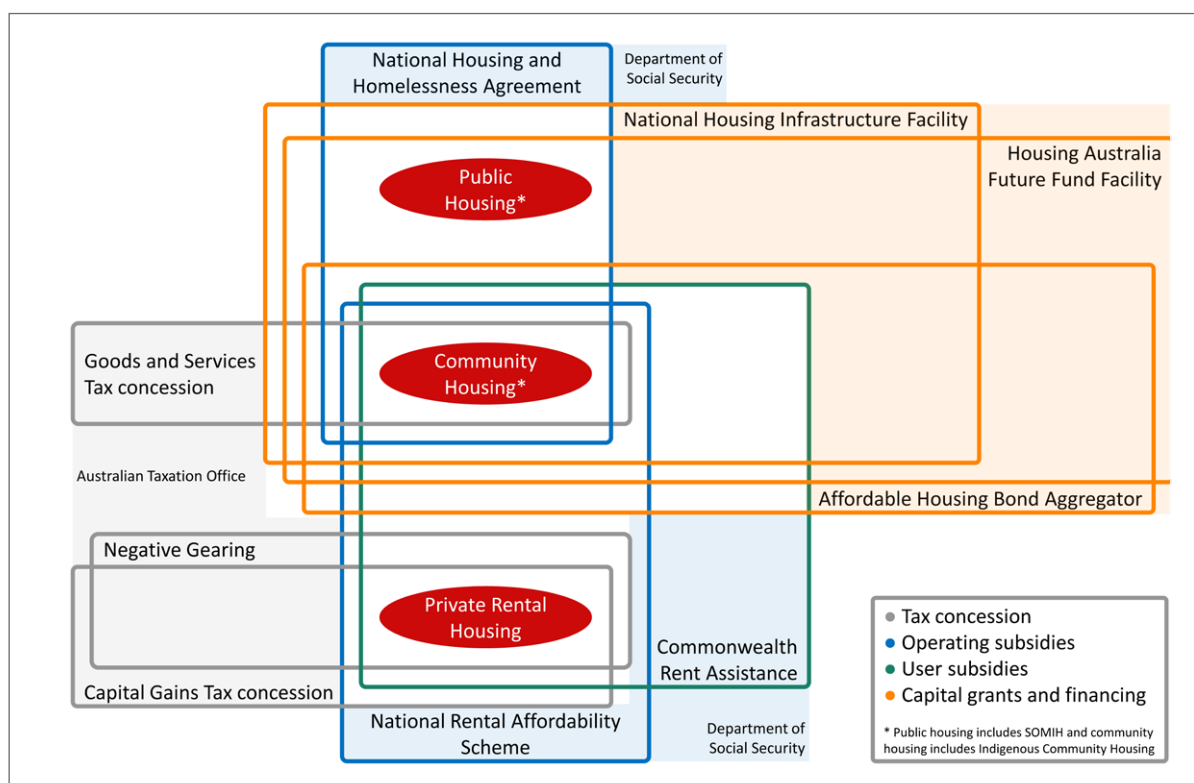 National Housing and
Homelessness Agreement
Department of
Social Security
National Housing Infrastructure Facility
Housing Australia
Future Fund Facility
Public
Housing*
Goods and Services
Tax concession
Community
Housing*
Australian Taxation Office
Affordable Housing Bond Aggregator
Negative Gearing
Private Rental
Housing
Commonwealth
Rent Assistance
Capital Gains Tax concession
National Rental Affordability
Scheme
Department of
Social Security
Tax concession
Operating subsidies
User subsidies
Capital grants and financing
* Public housing includes SOMIH and community
housing includes Indigenous Community Housing